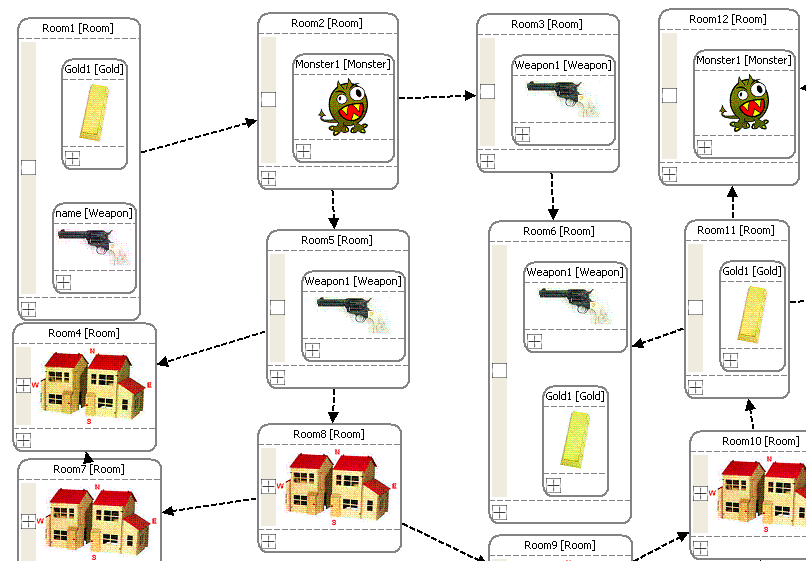 Room1 [Room]
Gold1 [Gold]
name [Weapon]
Room2 [Room]
Monster1 [Monster]
Room3 [Room]
Weapon1 [Weapon]
Room12 [Room]
Monster1 [Monster]
Room5 [Room]
Weapon1 [Weapon]
Room6 [Room]
Weapon1 [Weapon]
Gold1 [Gold]
Room11 [Room]
Gold1 [Gold]
Room4 [Room]
N
W
E
S
Room8 [Room]
N
W
E
S
Room10 [Room]
N
W
S
Room7 [Room]
N
W
E
S
Room9 [Room]